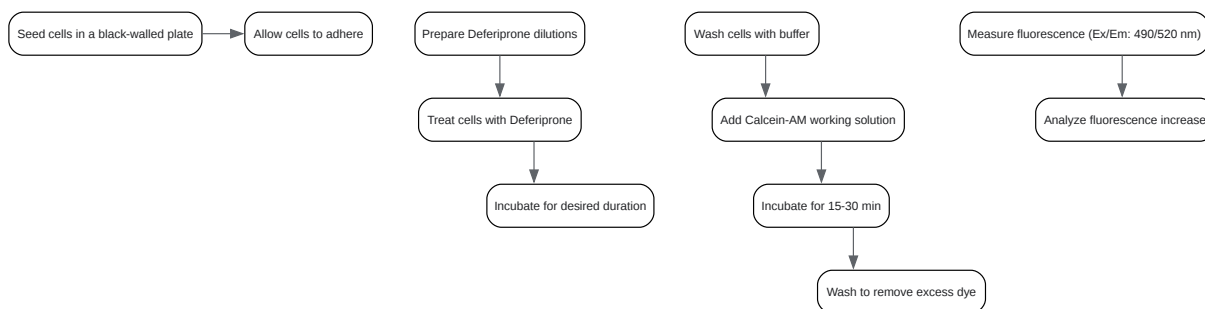 Seed cells in a black-walled plate
Allow cells to adhere
Prepare Deferiprone dilutions
Treat cells with Deferiprone
Incubate for desired duration
Wash cells with buffer
Add Calcein-AM working solution
Incubate for 15-30 min
Wash to remove excess dye
Measure fluorescence (Ex/Em: 490/520 nm)
Analyze fluorescence increase